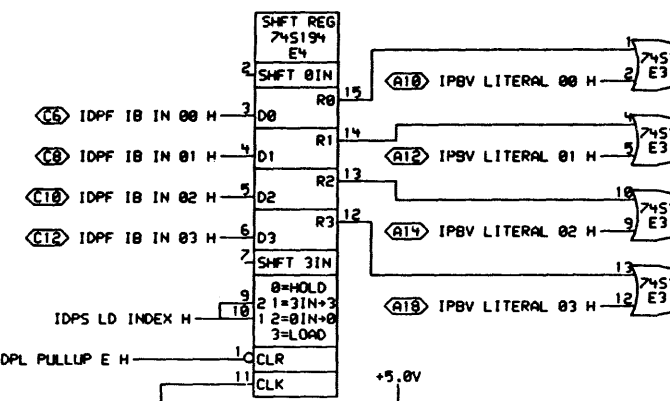 SHFT REG
74S194
E4
2 SHFT 0IN
R0 15
C6 IDPF IB IN 00 H 3 D0
R1 14
C8 IDPF IB IN 01 H 4 D1
R2 13
C10 IDPF IB IN 02 H 5 D2
R3 12
C12 IDPF IB IN 03 H 6 D3
7 SHFT 3IN
0=HOLD
9 2 1=3IN→3
10 1 2=0IN→0
3=LOAD
IDPS LD INDEX H
DPL PULLUP E H 1 CLR
11 CLK
+5.0V
1 74S
A10 IPBV LITERAL 00 H 2 E3
4 74S
A12 IPBV LITERAL 01 H 5 E3
10 74S
A14 IPBV LITERAL 02 H 9 E3
13 74S
A18 IPBV LITERAL 03 H 12 E3